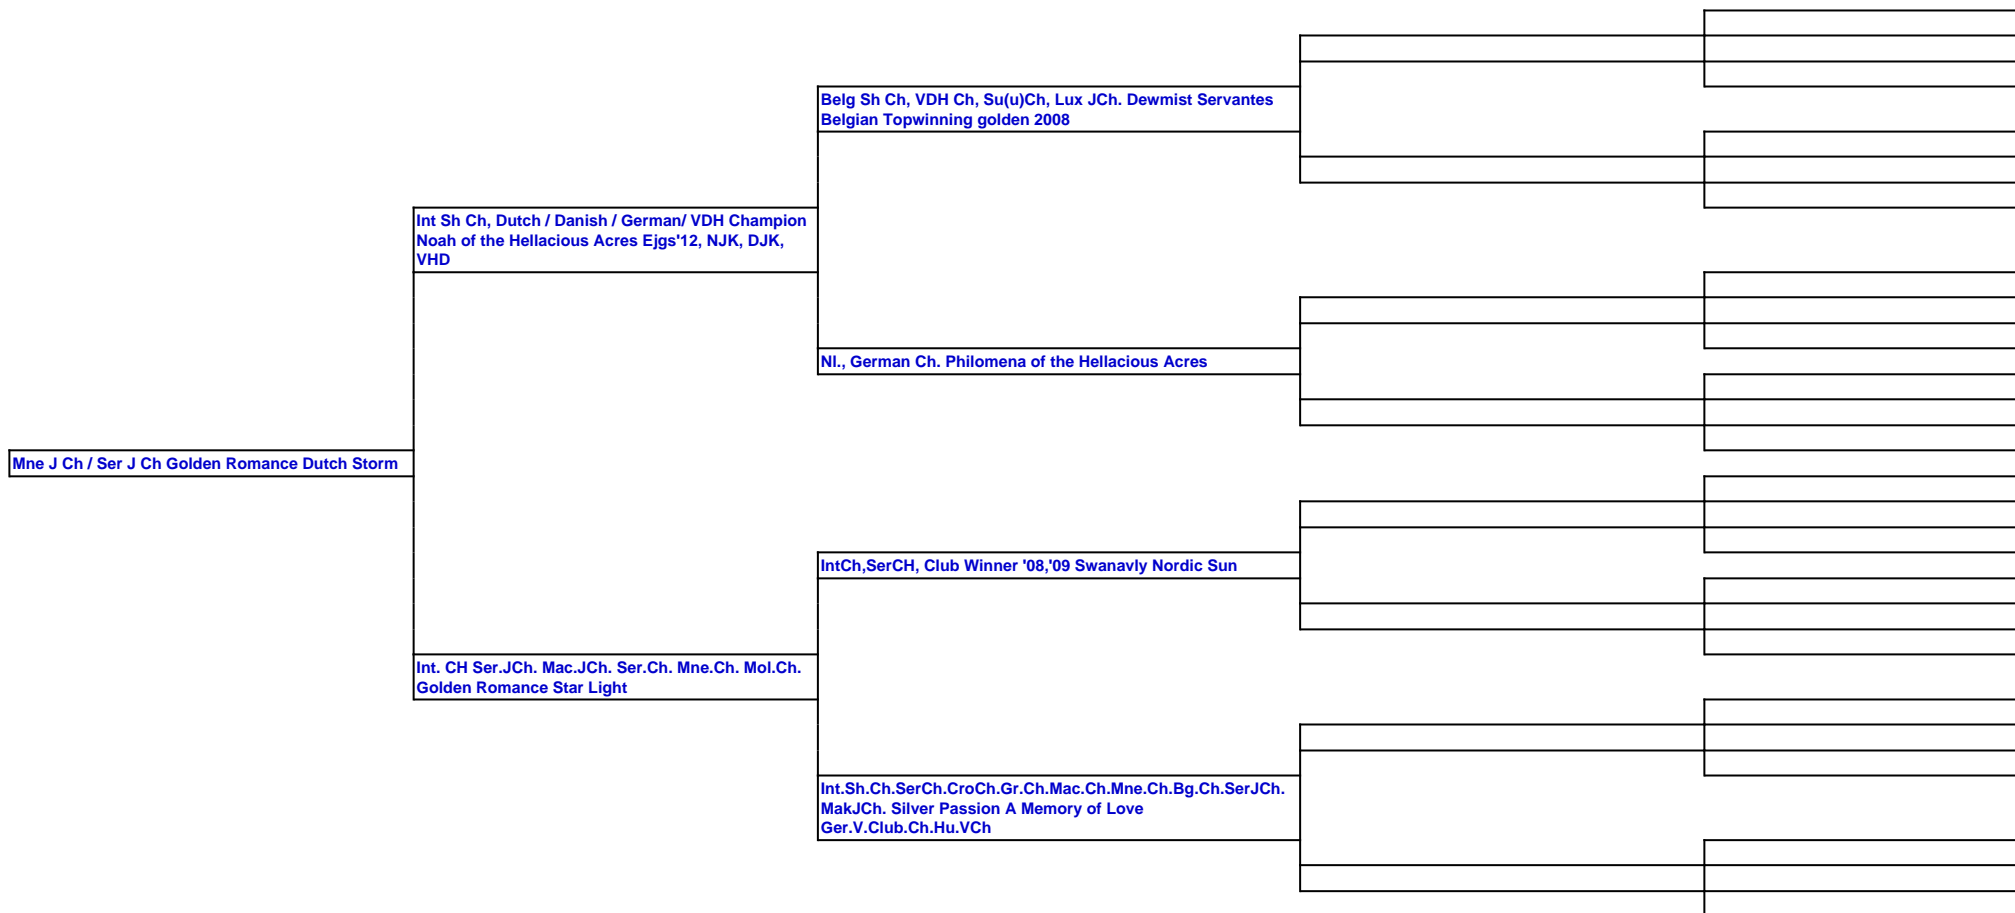 Belg Sh Ch, VDH Ch, Su(u)Ch, Lux JCh. Dewmist Servantes
Belgian Topwinning golden 2008
Int Sh Ch, Dutch / Danish / German/ VDH Champion
Noah of the Hellacious Acres Ejgs'12, NJK, DJK,
VHD
Nl., German Ch. Philomena of the Hellacious Acres
Mne J Ch / Ser J Ch Golden Romance Dutch Storm
IntCh,SerCH, Club Winner '08,'09 Swanavly Nordic Sun
Int. CH Ser.JCh. Mac.JCh. Ser.Ch. Mne.Ch. Mol.Ch.
Golden Romance Star Light
Int.Sh.Ch.SerCh.CroCh.Gr.Ch.Mac.Ch.Mne.Ch.Bg.Ch.SerJCh.
MakJCh. Silver Passion A Memory of Love
Ger.V.Club.Ch.Hu.VCh